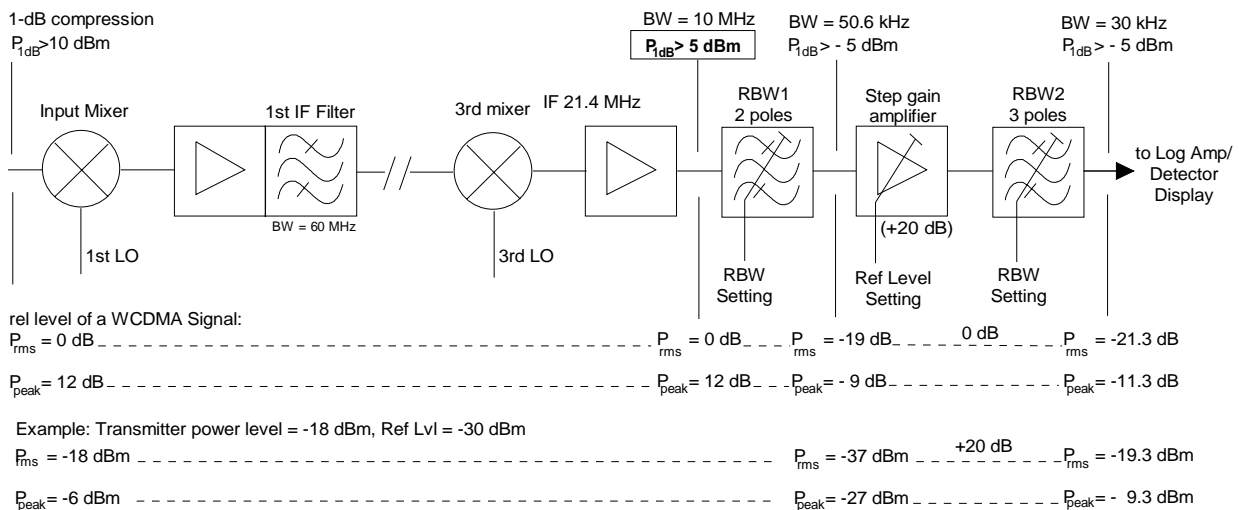 1-dB compression
P1dB>10 dBm
BW = 10 MHz
P1dB> 5 dBm
BW = 50.6 kHz
P1dB> - 5 dBm
BW = 30 kHz
P1dB> - 5 dBm
Input Mixer
1st IF Filter
3rd mixer
IF 21.4 MHz
RBW1
2 poles
Step gain
amplifier
RBW2
3 poles
to Log Amp/
Detector
Display
BW = 60 MHz
(+20 dB)
1st LO
3rd LO
RBW
Setting
Ref Level
Setting
RBW
Setting
rel level of a WCDMA Signal:
Prms = 0 dB Prms = 0 dB Prms = -19 dB 0 dB Prms = -21.3 dB
Ppeak= 12 dB Ppeak= 12 dB Ppeak= - 9 dB Ppeak= -11.3 dB
Example: Transmitter power level = -18 dBm, Ref Lvl = -30 dBm
Prms = -18 dBm Prms = -37 dBm +20 dB Prms = -19.3 dBm
Ppeak= -6 dBm Ppeak= -27 dBm Ppeak= - 9.3 dBm